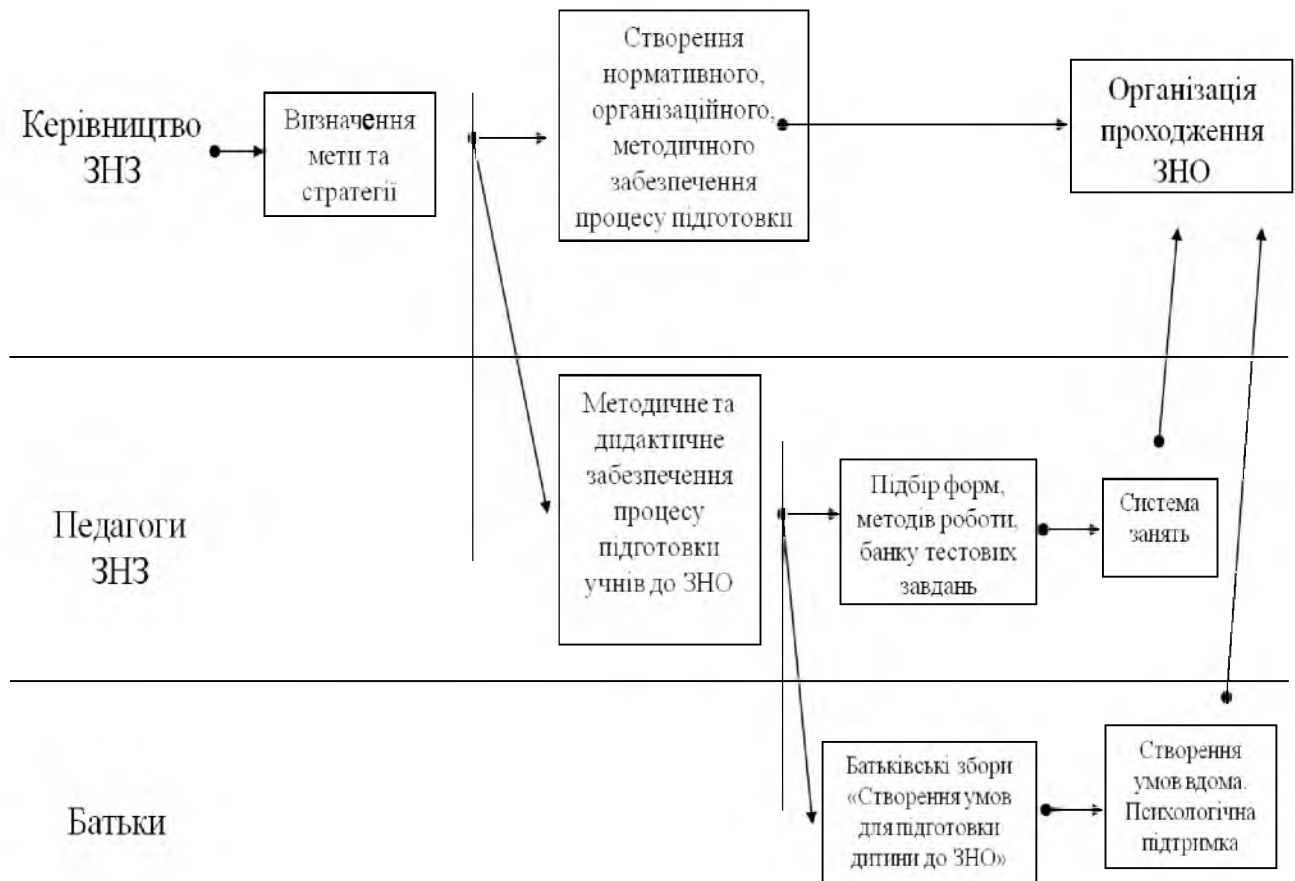 Керівництво
ЗНЗ
Визначення
мети та
стратегії
Створення
нормативного,
організаційного,
методичного
забезпечення
процесу підготовки
Організація
проходження
ЗНО
Педагоги
ЗНЗ
Методичне та
дидактичне
забезпечення
процесу
підготовки
учнів до ЗНО
Підбір форм,
методів роботи,
банку тестових
завдань
Система
занять
Батьки
Батьківські збори
«Створення умов
для підготовки
дитини до ЗНО»
Створення
умов вдома.
Психологічна
підтримка